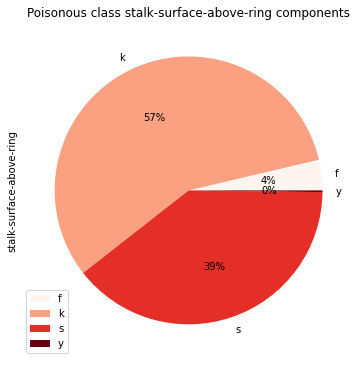 Poisonous class stalk-surface-above-ring components
k
57%
f
4%
0%
y
stalk-surface-above-ring
39%
s
f
k
s
y